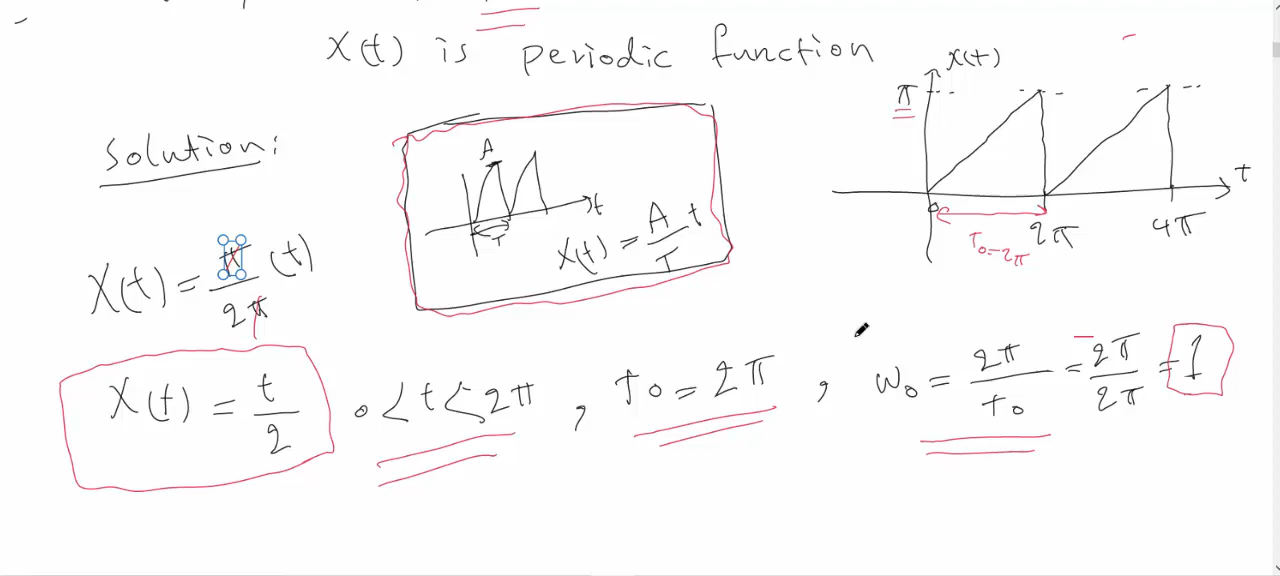 X(t) is periodic function
X(t)
π
Solution:
A
t
T
X(t) = A/T t
0
T0=2π
2π
4π
t
X(t) = π/2π (t)
X(t) = t/2 0 < t < 2π , T0 = 2π , ω0 = 2π/T0 = 2π/2π = 1